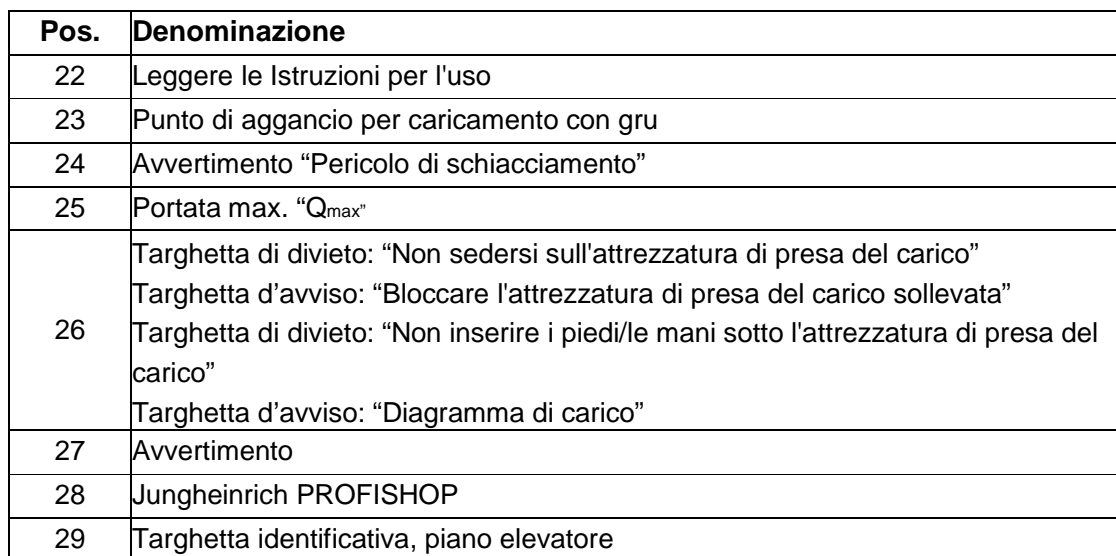 Pos. Denominazione
22 Leggere le Istruzioni per l'uso
23 Punto di aggancio per caricamento con gru
24 Avvertimento “Pericolo di schiacciamento”
25 Portata max. “Qmax”
26 Targhetta di divieto: “Non sedersi sull'attrezzatura di presa del carico”
Targhetta d’avviso: “Bloccare l'attrezzatura di presa del carico sollevata”
Targhetta di divieto: “Non inserire i piedi/le mani sotto l'attrezzatura di presa del
carico”
Targhetta d’avviso: “Diagramma di carico”
27 Avvertimento
28 Jungheinrich PROFISHOP
29 Targhetta identificativa, piano elevatore